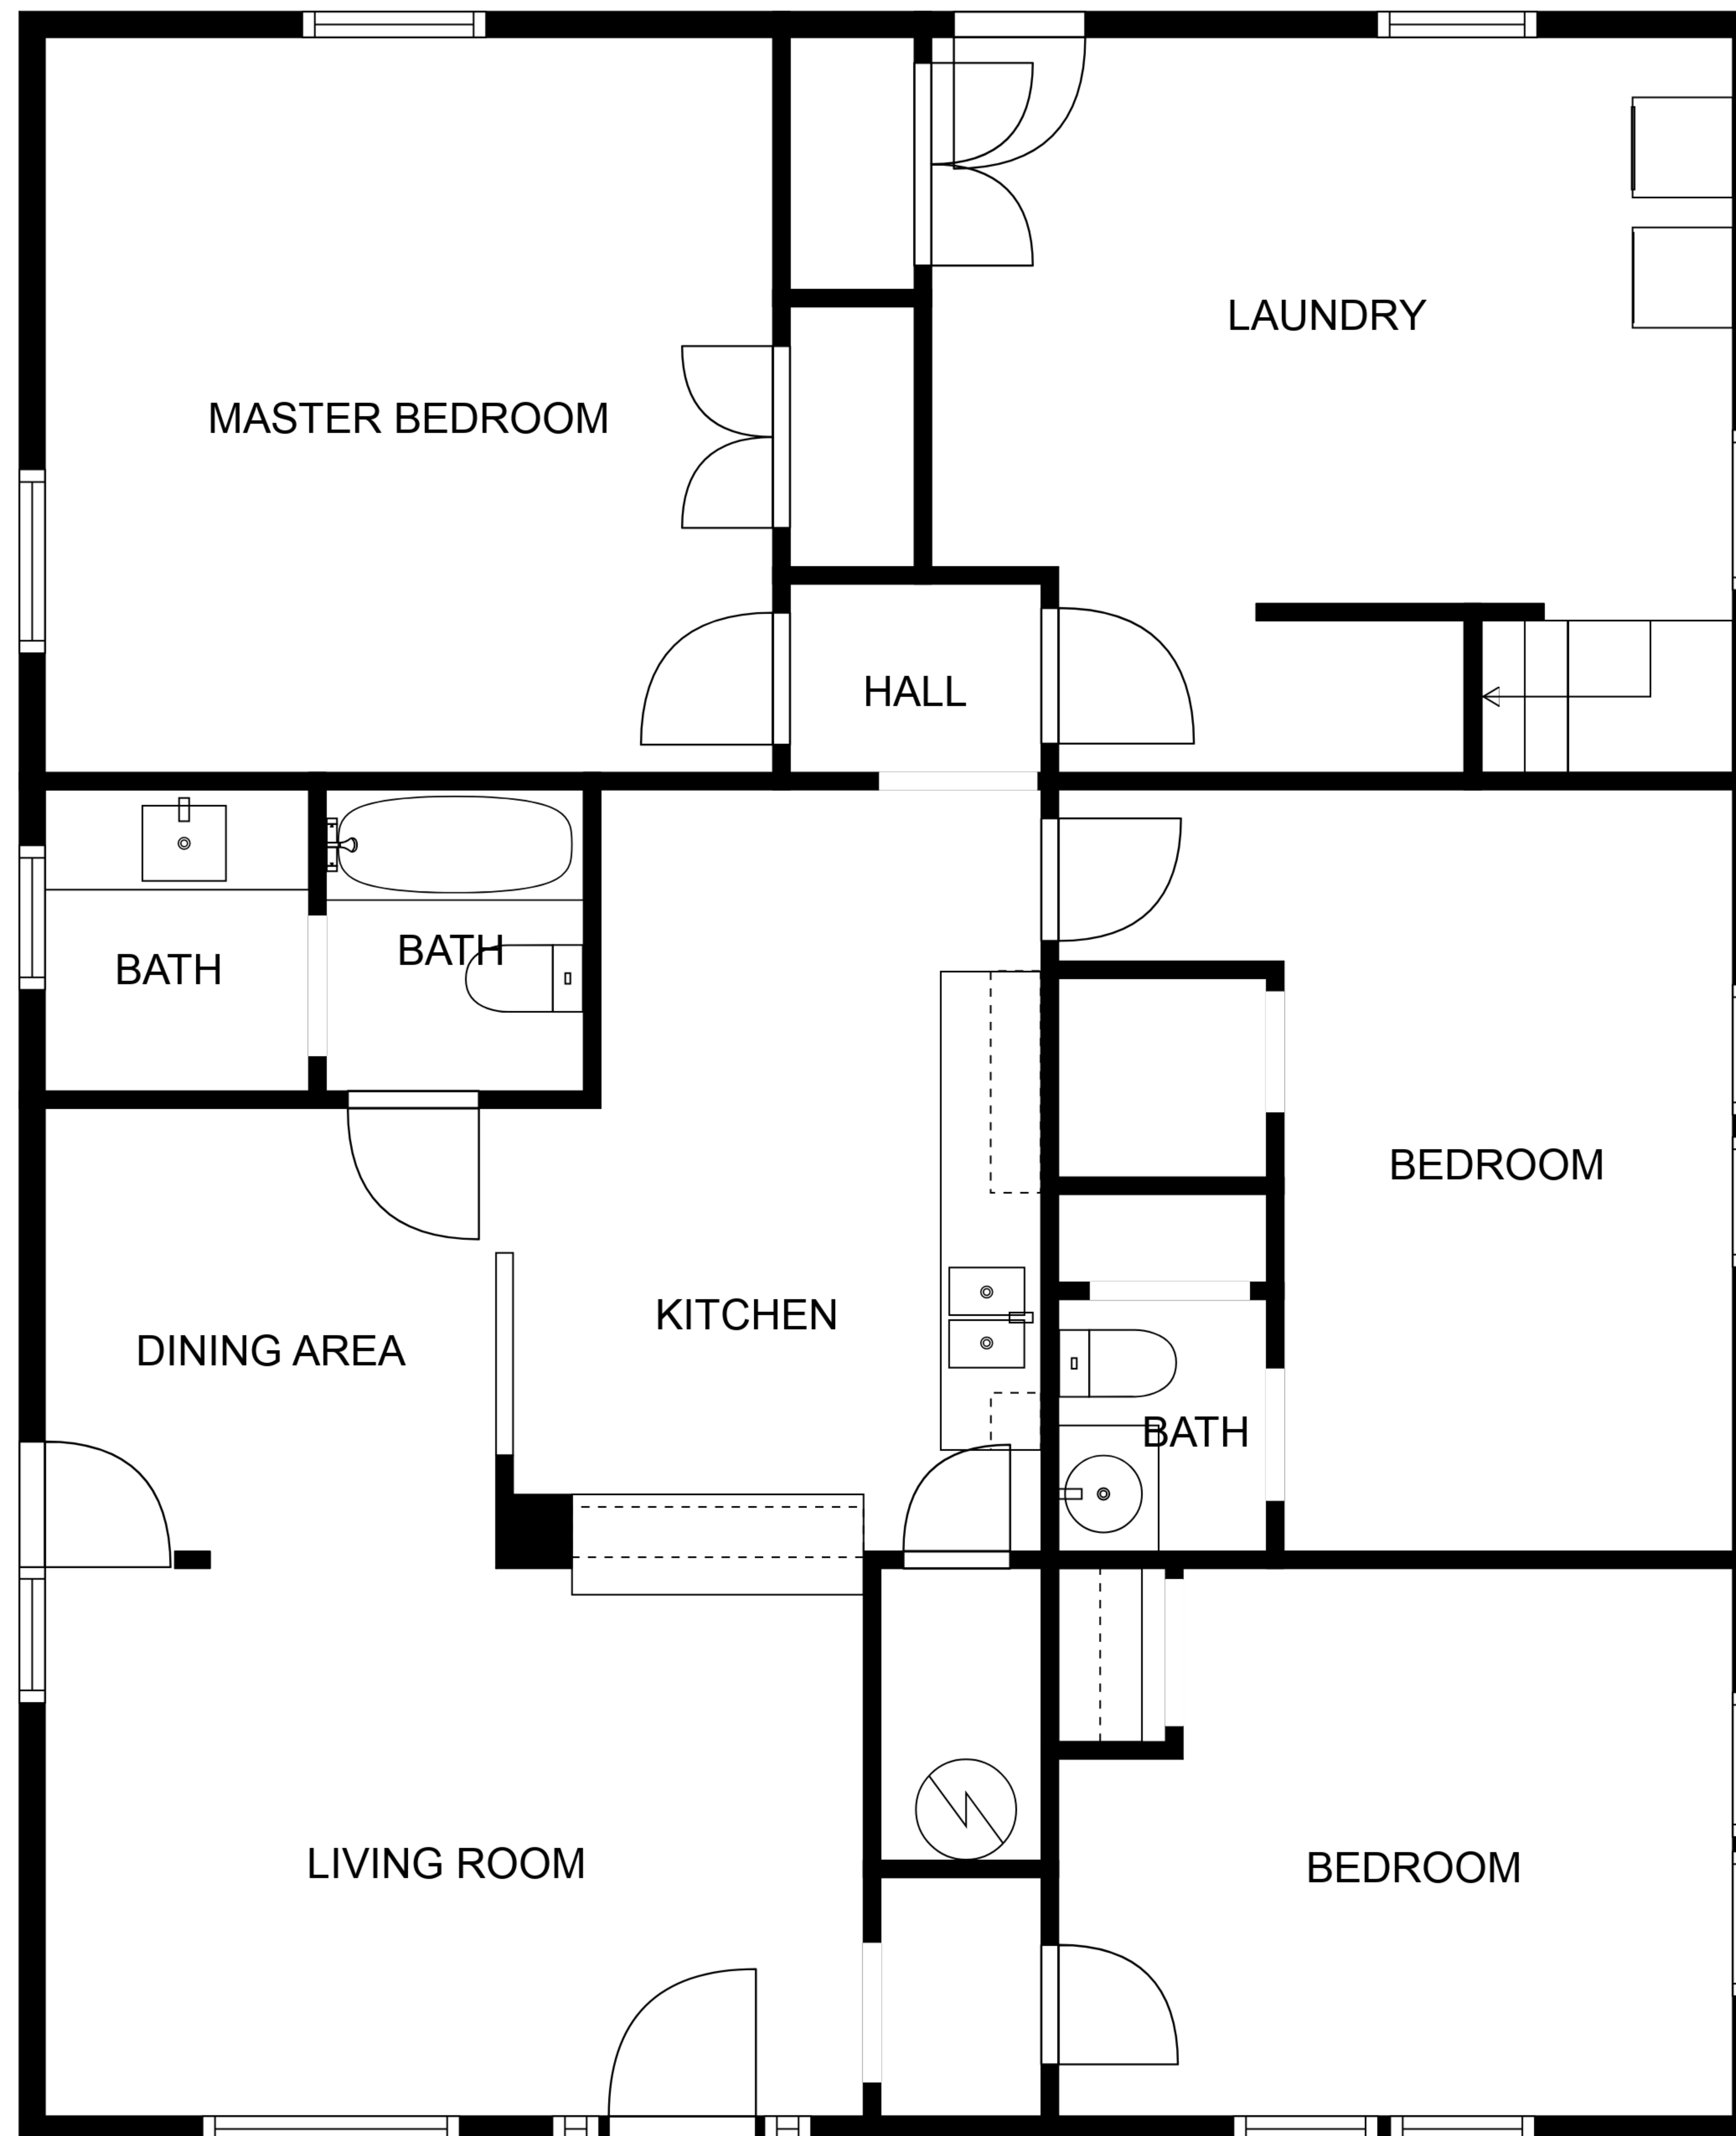 LAUNDRY
MASTER BEDROOM
HALL
BATH
BATH
BEDROOM
KITCHEN
DINING AREA
BATH
LIVING ROOM
BEDROOM